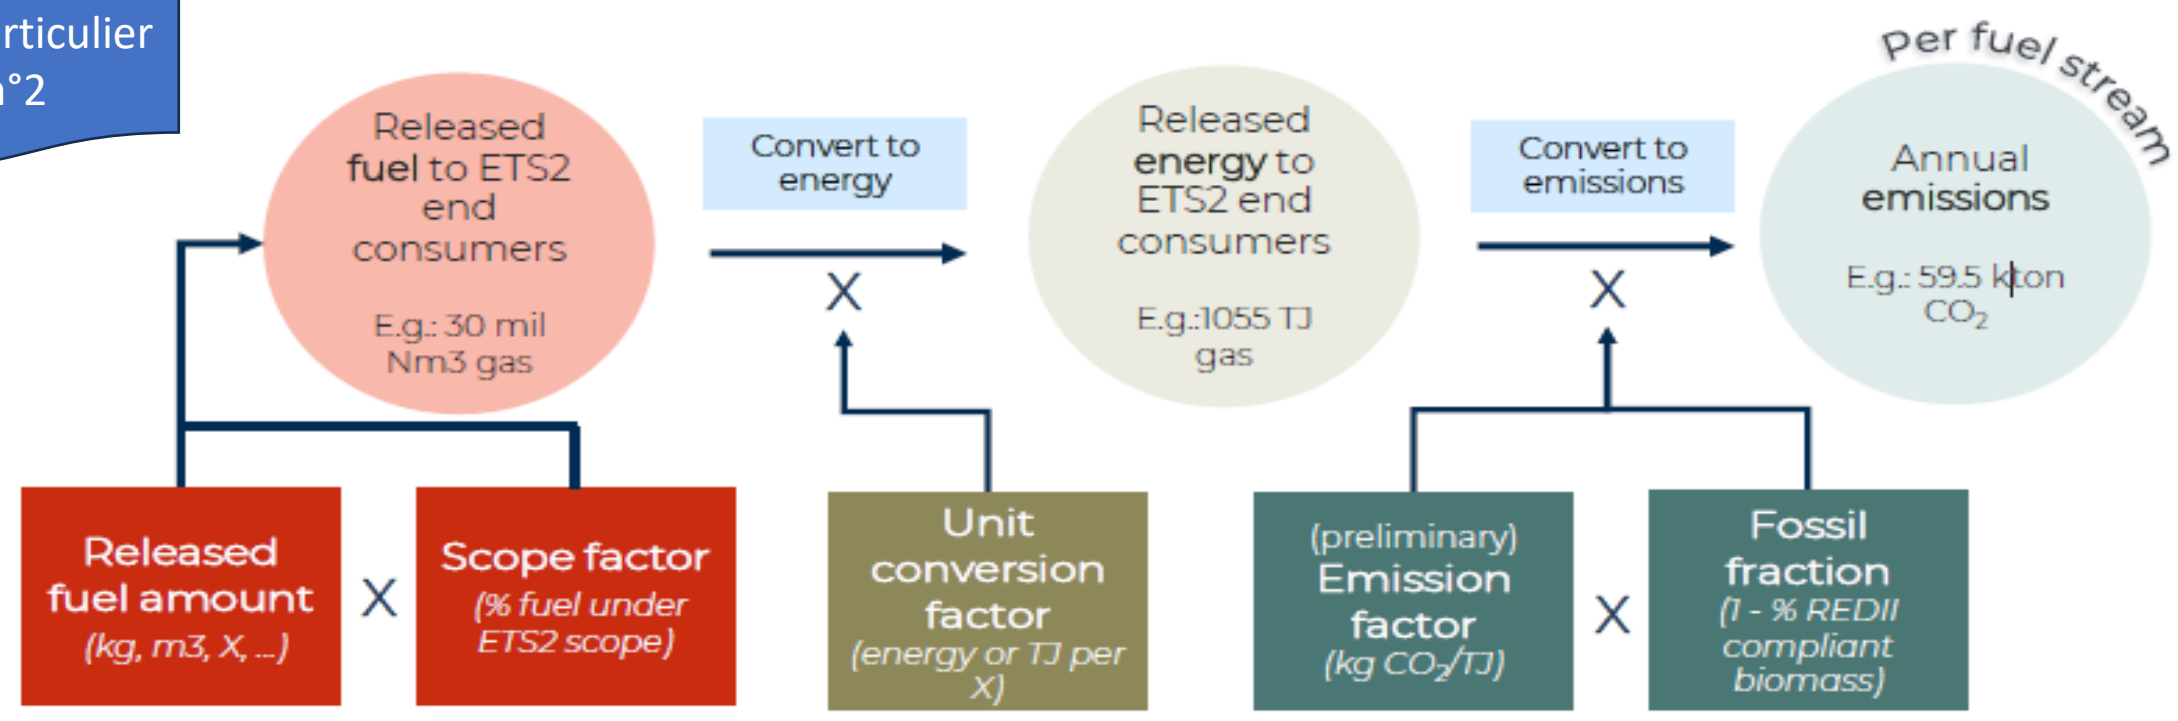 rticulier
n°2
Per fuel stream
Released
fuel to ETS2
end
consumers
E.g.: 30 mil
Nm3 gas
Convert to
energy
X
Released
energy to
ETS2 end
consumers
E.g.:1055 TJ
gas
Convert to
emissions
X
Annual
emissions
E.g.: 59.5 kton
CO₂
Released
fuel amount
(kg, m3, X, ...)
X
Scope factor
(% fuel under
ETS2 scope)
Unit
conversion
factor
(energy or TJ per
X)
(preliminary)
Emission
factor
(kg CO₂/TJ)
X
Fossil
fraction
(1 - % REDII
compliant
biomass)